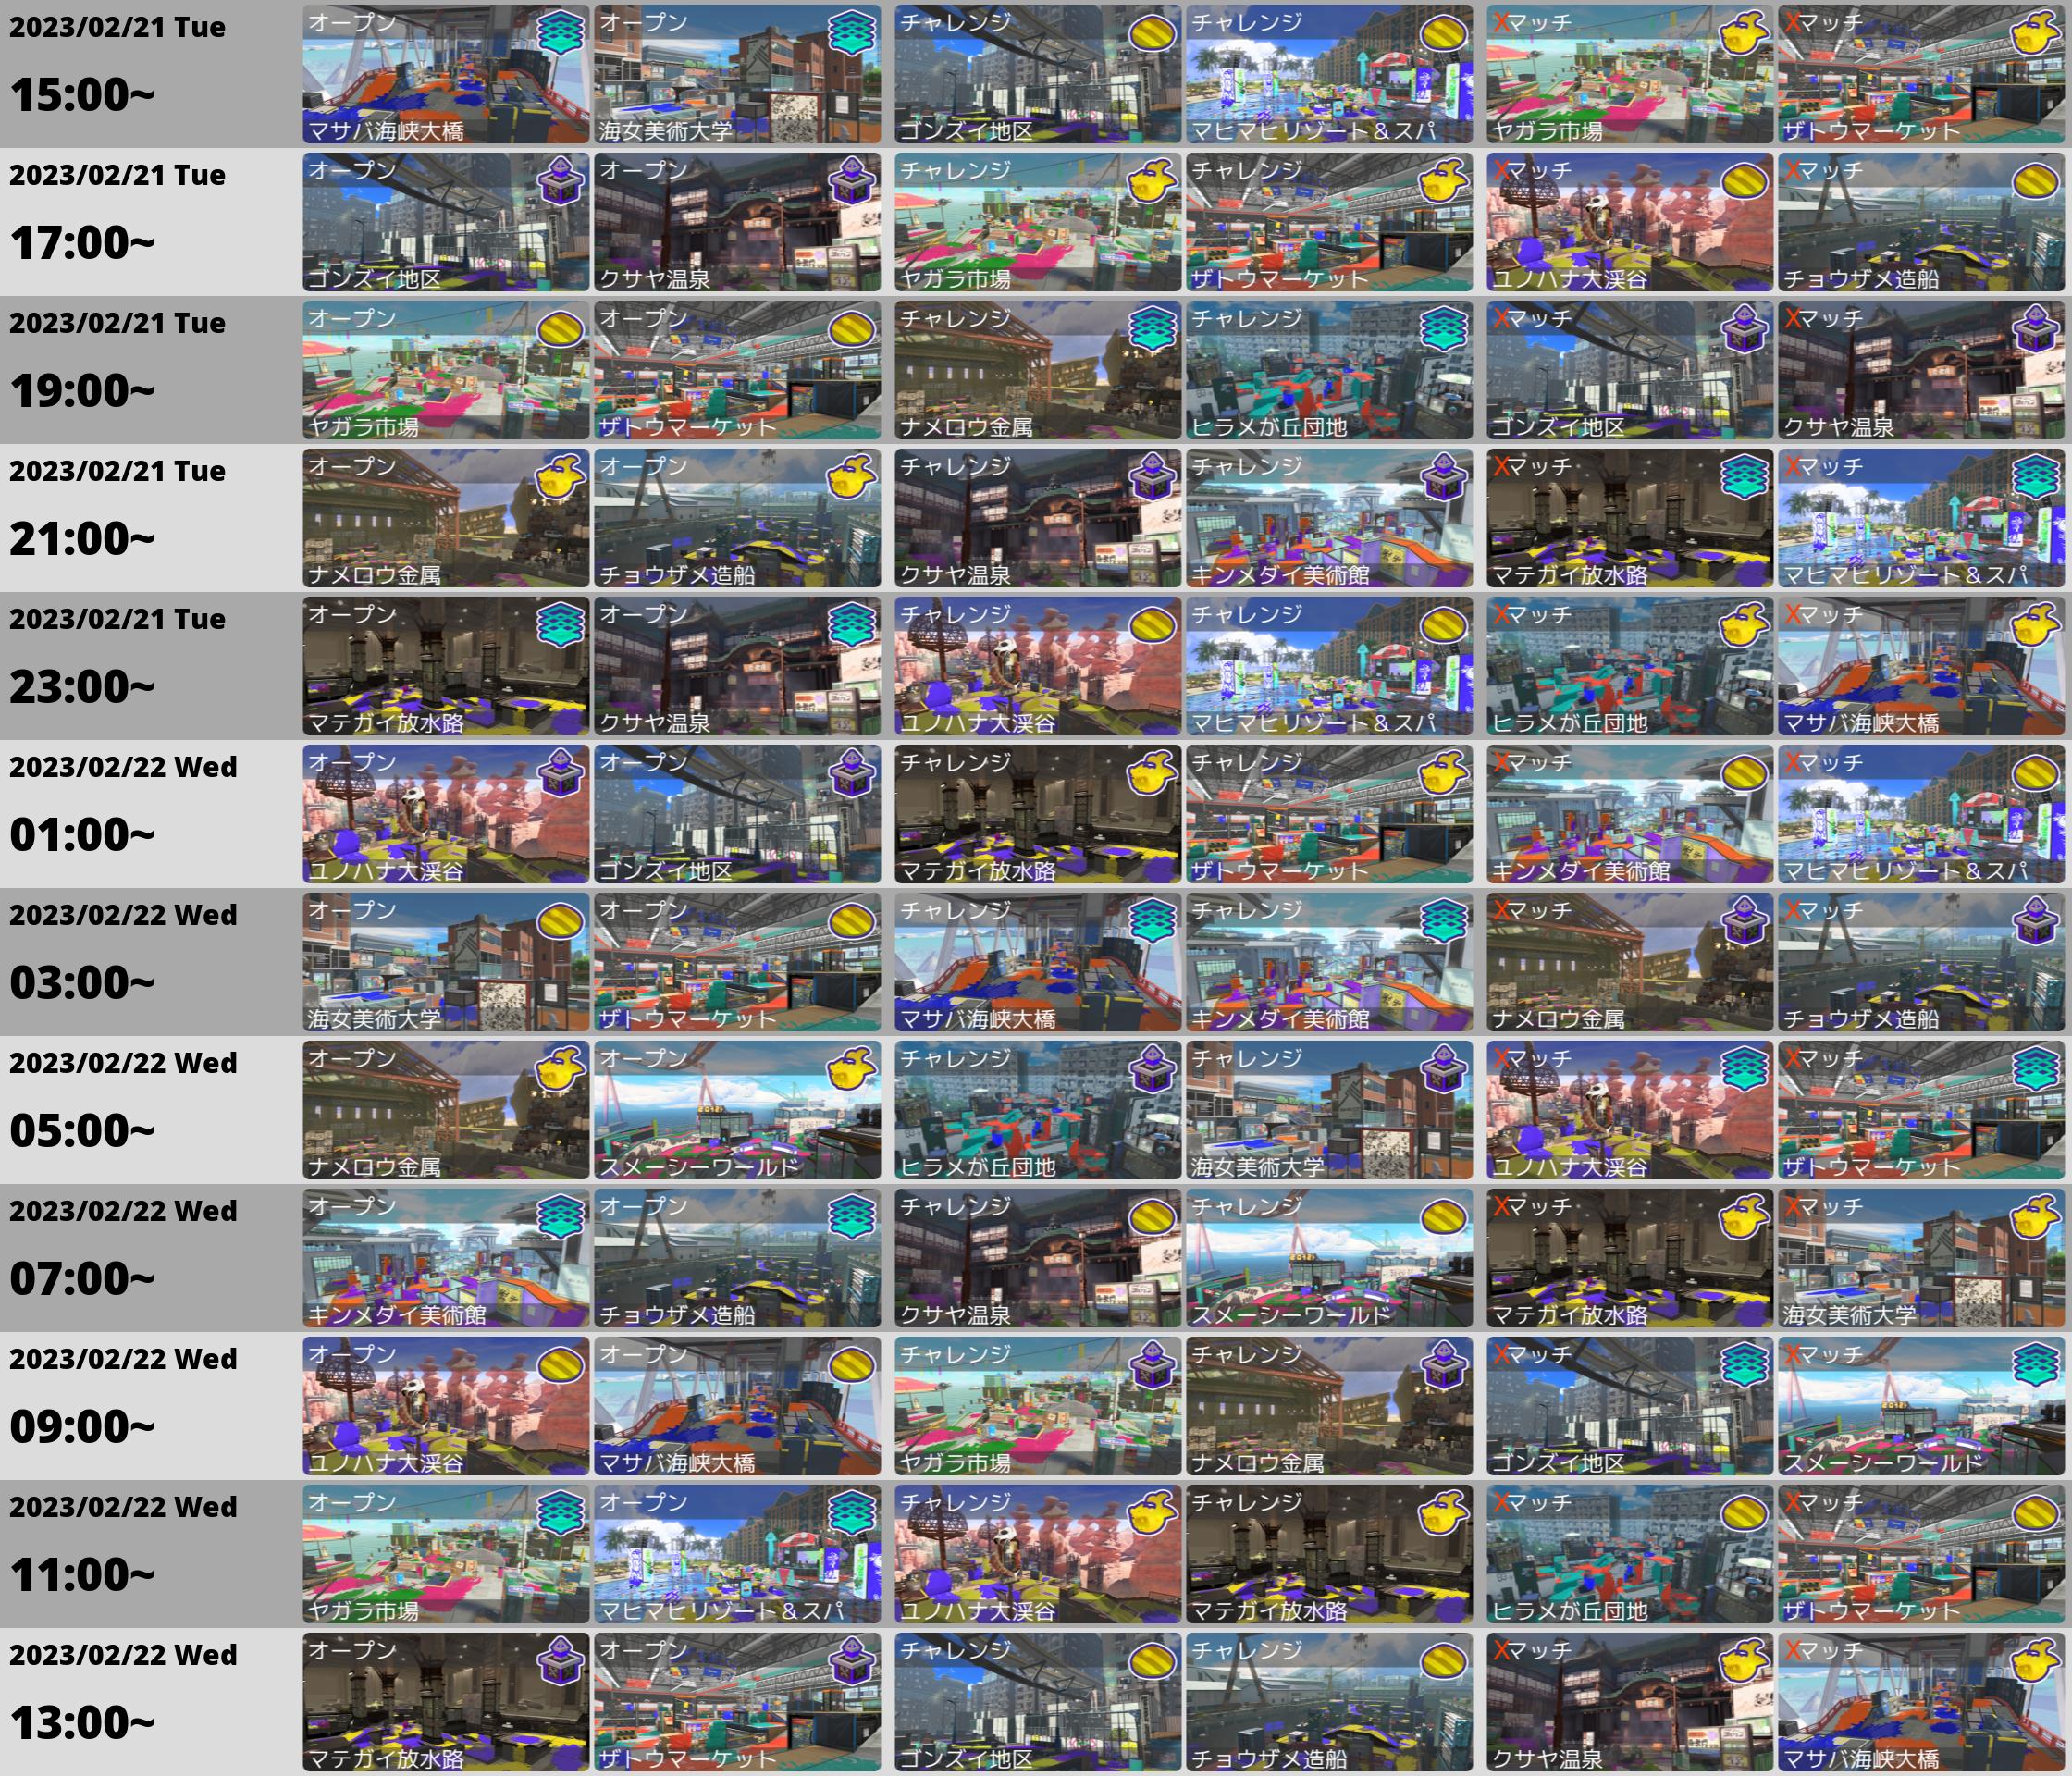 2023/02/21 Tue
15:00~
オープン オープン チャレンジ チャレンジ Xマッチ Xマッチ
マサバ海峡大橋 海女美術大学 ゴンズイ地区 マヒマヒリゾート＆スパ ヤガラ市場 ザトウマーケット
2023/02/21 Tue
17:00~
オープン オープン チャレンジ チャレンジ Xマッチ Xマッチ
ゴンズイ地区 クサヤ温泉 ヤガラ市場 ザトウマーケット ユノハナ大渓谷 チョウザメ造船
2023/02/21 Tue
19:00~
オープン オープン チャレンジ チャレンジ Xマッチ Xマッチ
ヤガラ市場 ザトウマーケット ナメロウ金属 ヒラメが丘団地 ゴンズイ地区 クサヤ温泉
2023/02/21 Tue
21:00~
オープン オープン チャレンジ チャレンジ Xマッチ Xマッチ
ナメロウ金属 チョウザメ造船 クサヤ温泉 キンメダイ美術館 マテガイ放水路 マヒマヒリゾート＆スパ
2023/02/21 Tue
23:00~
オープン オープン チャレンジ チャレンジ Xマッチ Xマッチ
マテガイ放水路 クサヤ温泉 ユノハナ大渓谷 マヒマヒリゾート＆スパ ヒラメが丘団地 マサバ海峡大橋
2023/02/22 Wed
01:00~
オープン オープン チャレンジ チャレンジ Xマッチ Xマッチ
ユノハナ大渓谷 ゴンズイ地区 マテガイ放水路 ザトウマーケット キンメダイ美術館 マヒマヒリゾート＆スパ
2023/02/22 Wed
03:00~
オープン オープン チャレンジ チャレンジ Xマッチ Xマッチ
海女美術大学 ザトウマーケット マサバ海峡大橋 キンメダイ美術館 ナメロウ金属 チョウザメ造船
2023/02/22 Wed
05:00~
オープン オープン チャレンジ チャレンジ Xマッチ Xマッチ
ナメロウ金属 スメーシーワールド ヒラメが丘団地 海女美術大学 ユノハナ大渓谷 ザトウマーケット
2023/02/22 Wed
07:00~
オープン オープン チャレンジ チャレンジ Xマッチ Xマッチ
キンメダイ美術館 チョウザメ造船 クサヤ温泉 スメーシーワールド マテガイ放水路 海女美術大学
2023/02/22 Wed
09:00~
オープン オープン チャレンジ チャレンジ Xマッチ Xマッチ
ユノハナ大渓谷 マサバ海峡大橋 ヤガラ市場 ナメロウ金属 ゴンズイ地区 スメーシーワールド
2023/02/22 Wed
11:00~
オープン オープン チャレンジ チャレンジ Xマッチ Xマッチ
ヤガラ市場 マヒマヒリゾート＆スパ ユノハナ大渓谷 マテガイ放水路 ヒラメが丘団地 ザトウマーケット
2023/02/22 Wed
13:00~
オープン オープン チャレンジ チャレンジ Xマッチ Xマッチ
マテガイ放水路 ザトウマーケット ゴンズイ地区 チョウザメ造船 クサヤ温泉 マサバ海峡大橋